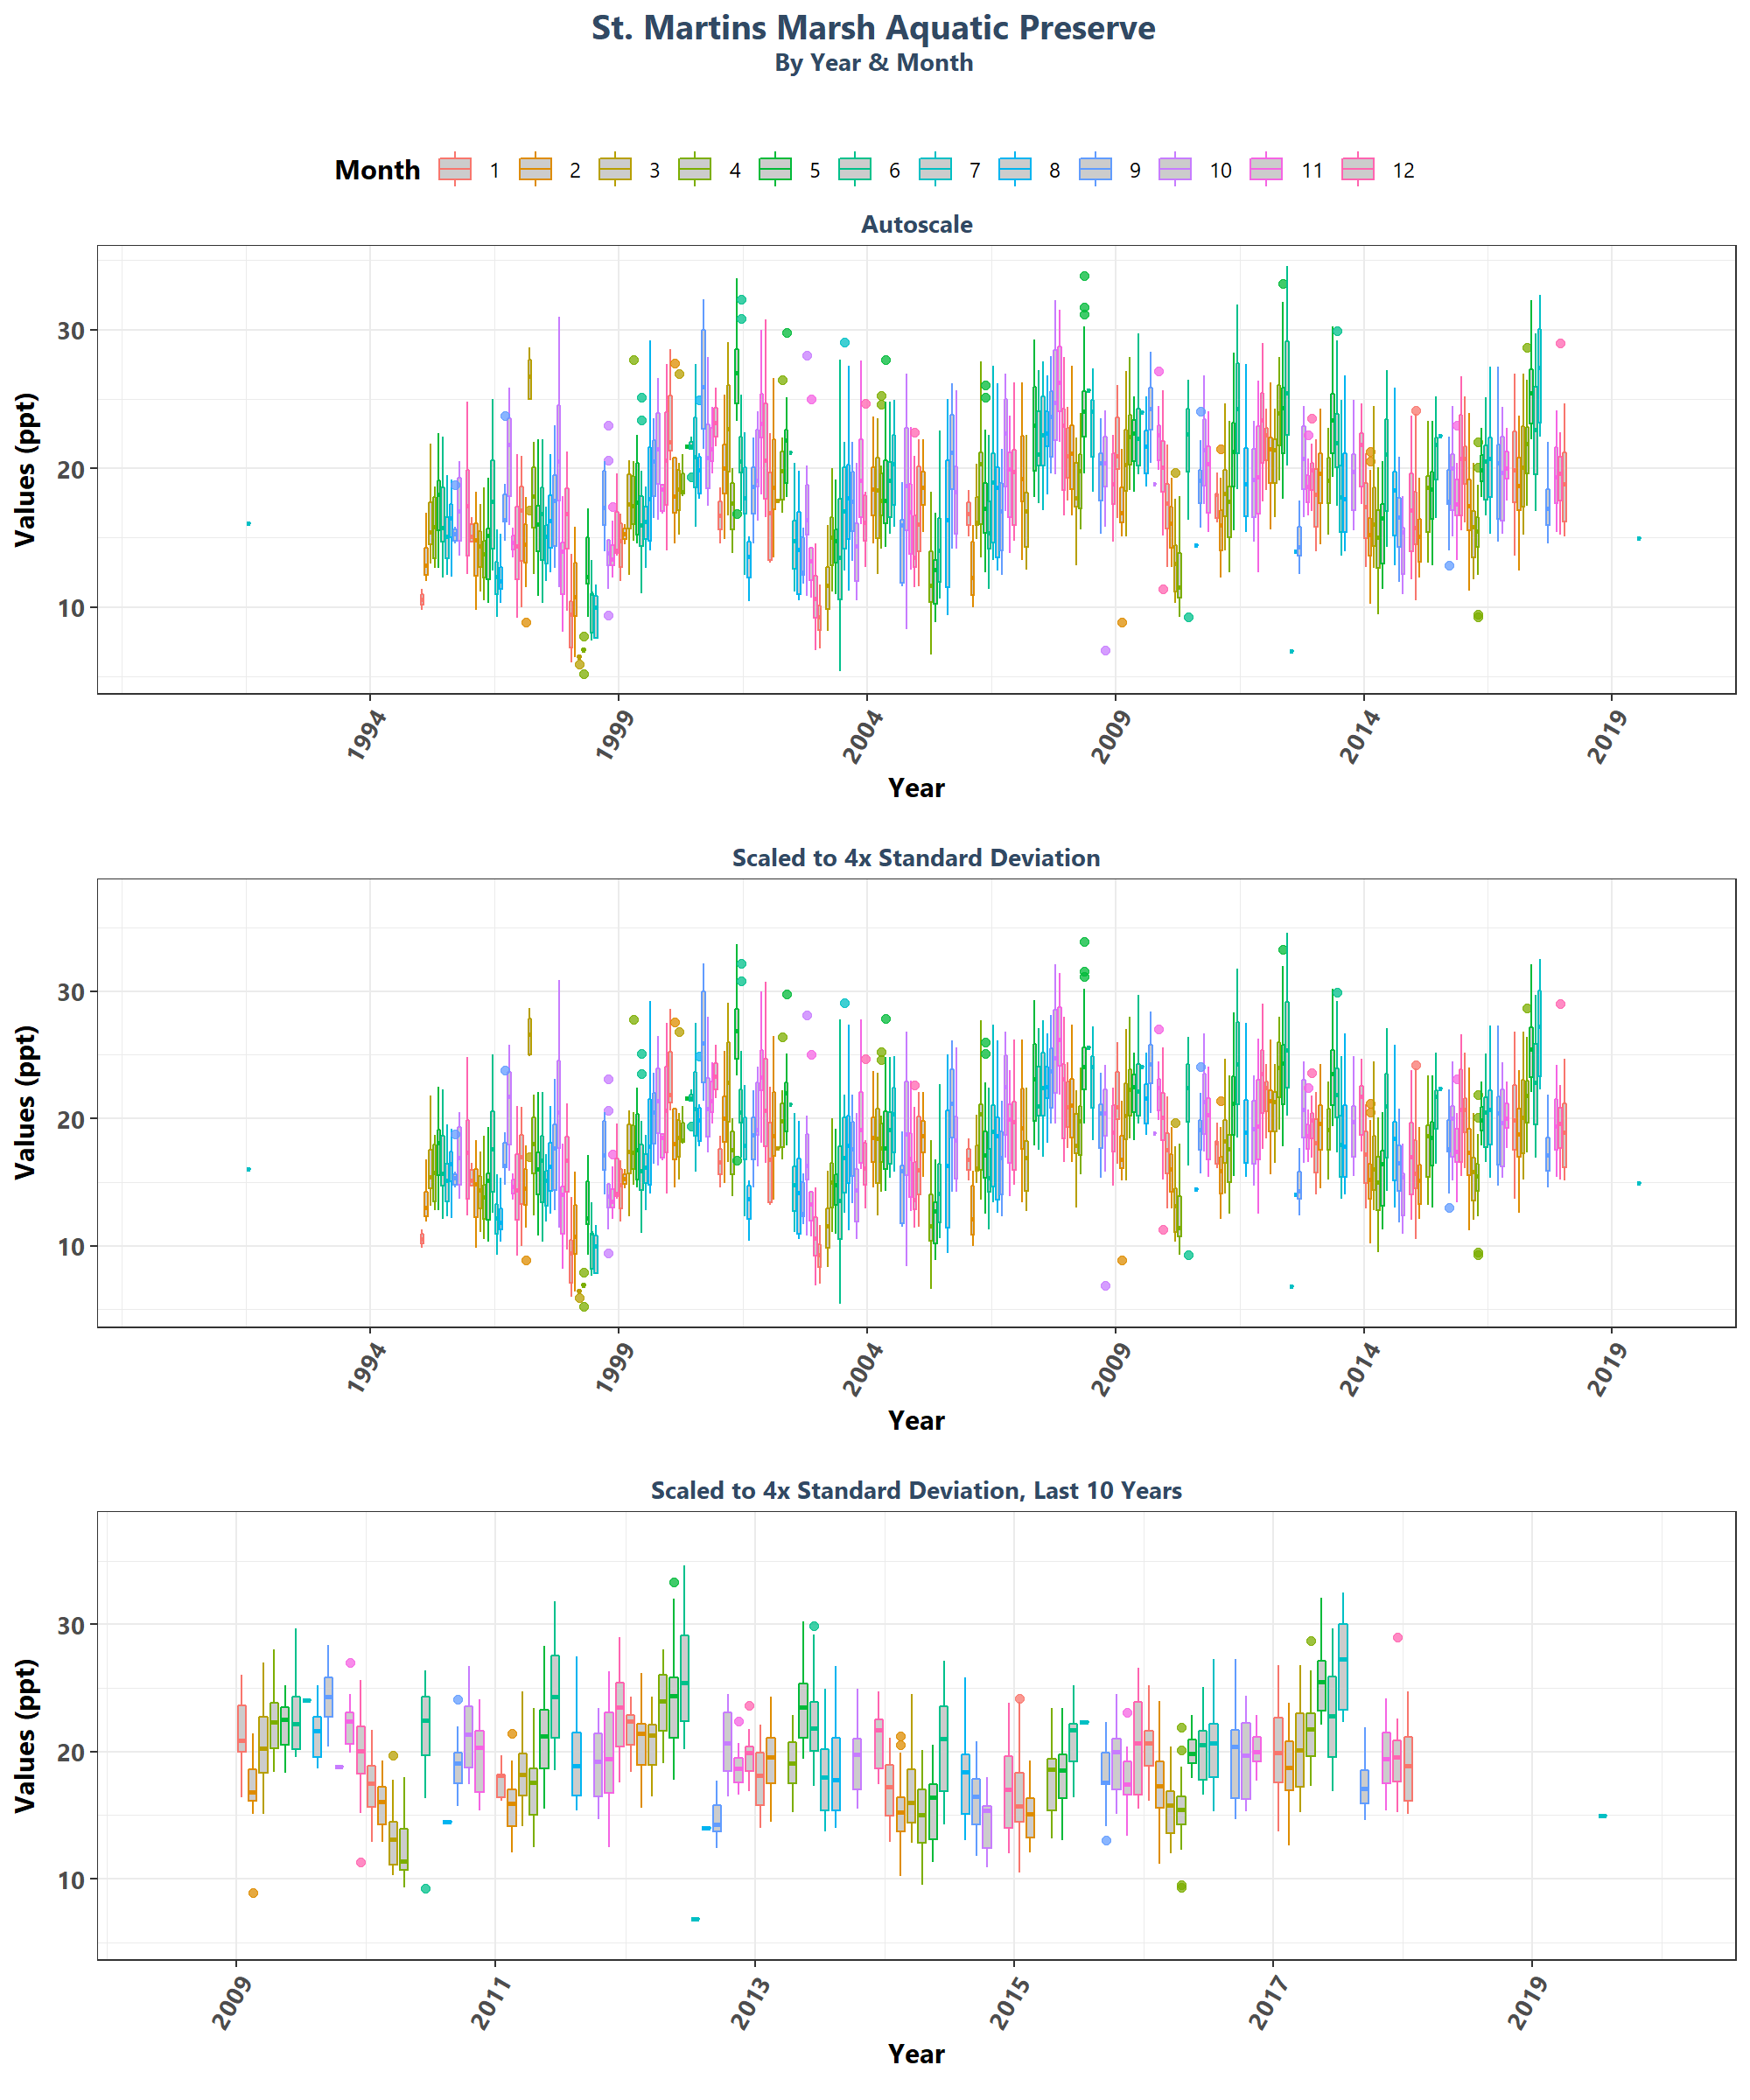 St. Martins Marsh Aquatic Preserve
By Year & Month
Month 1 2 3 4 5 6 7 8 9 10 11 12
Autoscale
Values (ppt)
30
20
10
1994 1999 2004 2009 2014 2019
Year
Scaled to 4x Standard Deviation
Values (ppt)
30
20
10
1994 1999 2004 2009 2014 2019
Year
Scaled to 4x Standard Deviation, Last 10 Years
Values (ppt)
30
20
10
2009 2011 2013 2015 2017 2019
Year